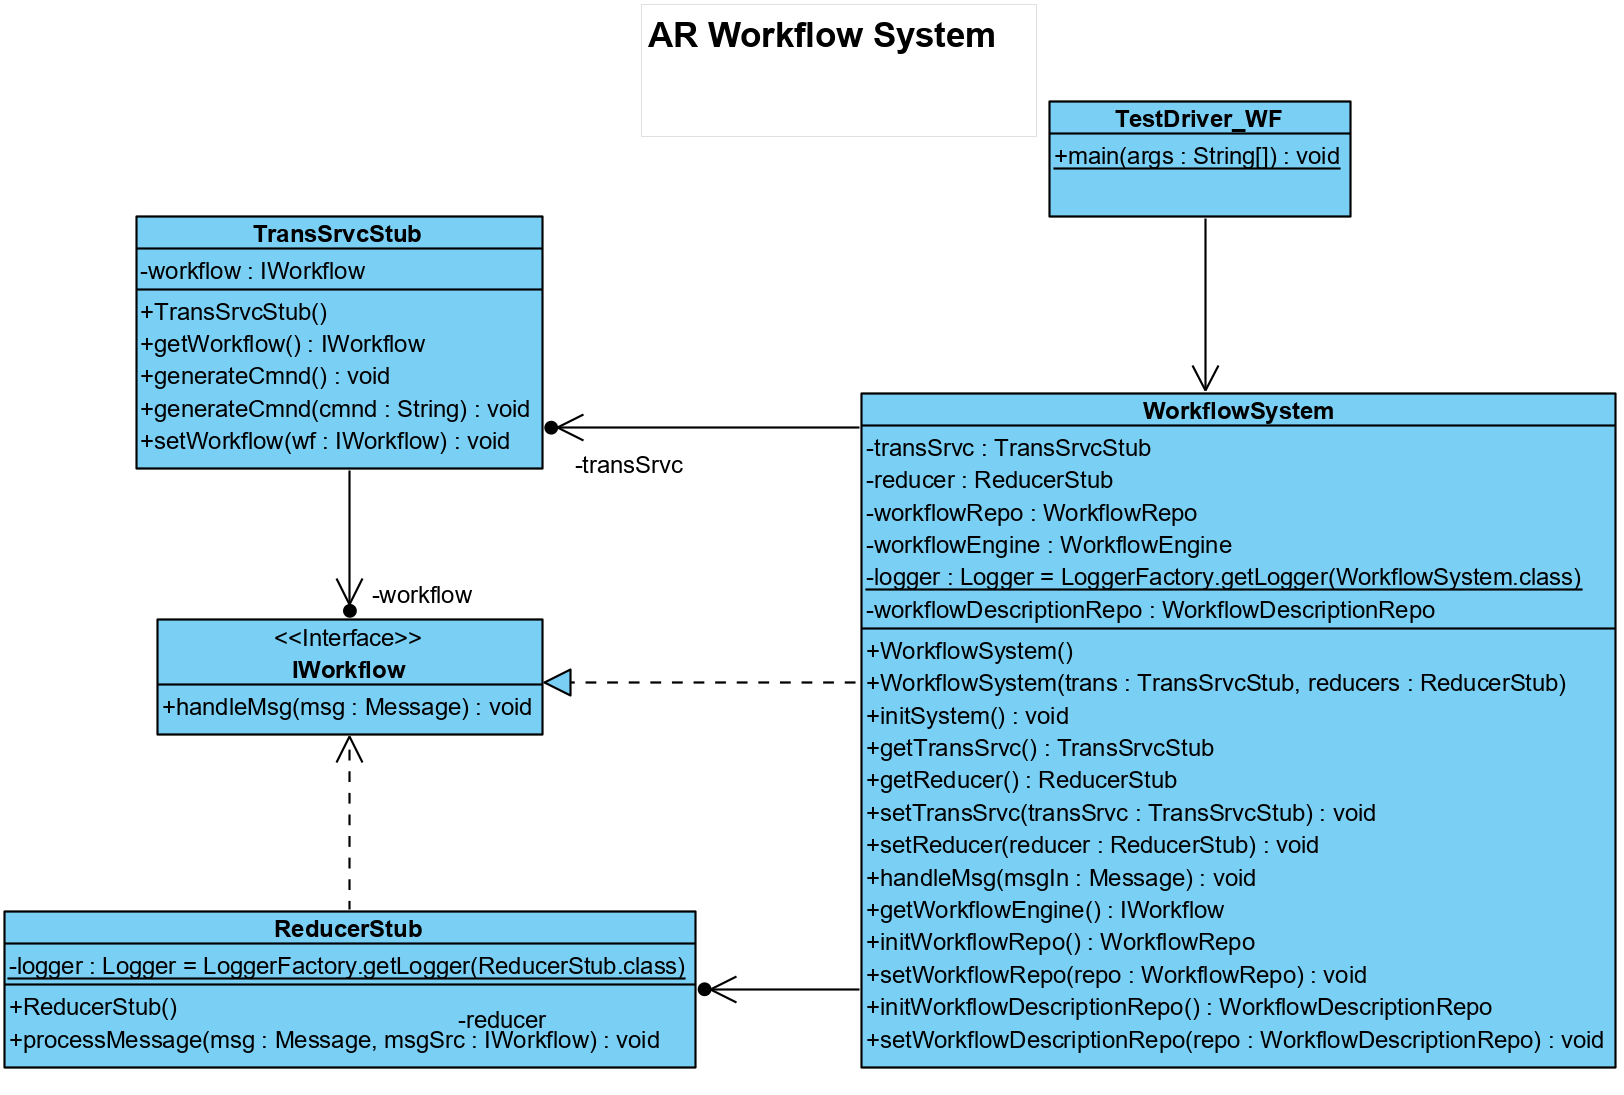 AR Workflow System
TestDriver_WF
+main(args : String[]) : void
TransSrvcStub
-workflow : IWorkflow
+TransSrvcStub()
+getWorkflow() : IWorkflow
+generateCmnd() : void
+generateCmnd(cmnd : String) : void
+setWorkflow(wf : IWorkflow) : void
-transSrvc
-workflow
<<Interface>>
IWorkflow
+handleMsg(msg : Message) : void
WorkflowSystem
-transSrvc : TransSrvcStub
-reducer : ReducerStub
-workflowRepo : WorkflowRepo
-workflowEngine : WorkflowEngine
-logger : Logger = LoggerFactory.getLogger(WorkflowSystem.class)
-workflowDescriptionRepo : WorkflowDescriptionRepo
+WorkflowSystem()
+WorkflowSystem(trans : TransSrvcStub, reducers : ReducerStub)
+initSystem() : void
+getTransSrvc() : TransSrvcStub
+getReducer() : ReducerStub
+setTransSrvc(transSrvc : TransSrvcStub) : void
+setReducer(reducer : ReducerStub) : void
+handleMsg(msgIn : Message) : void
+getWorkflowEngine() : IWorkflow
+initWorkflowRepo() : WorkflowRepo
+setWorkflowRepo(repo : WorkflowRepo) : void
+initWorkflowDescriptionRepo() : WorkflowDescriptionRepo
+setWorkflowDescriptionRepo(repo : WorkflowDescriptionRepo) : void
ReducerStub
-logger : Logger = LoggerFactory.getLogger(ReducerStub.class)
+ReducerStub()
-reducer
+processMessage(msg : Message, msgSrc : IWorkflow) : void